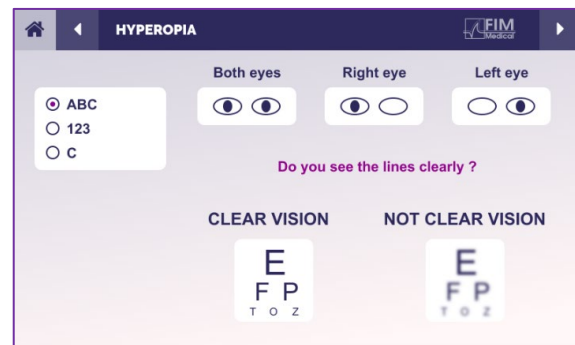 HYPEROPIA
FIM
Medical
Both eyes
Right eye
Left eye
ABC
123
C
Do you see the lines clearly ?
CLEAR VISION
NOT CLEAR VISION
E
F P
T O Z
E
F P
T O Z